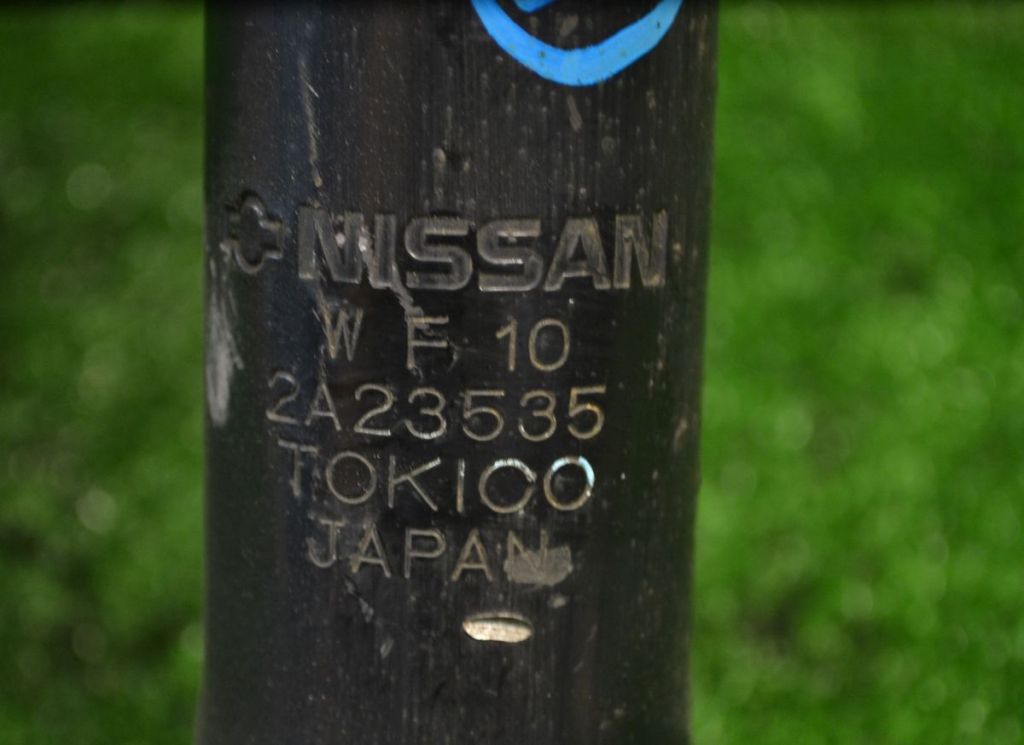 NISSAN
W F 10
2A23535
TOKICO
JAPAN